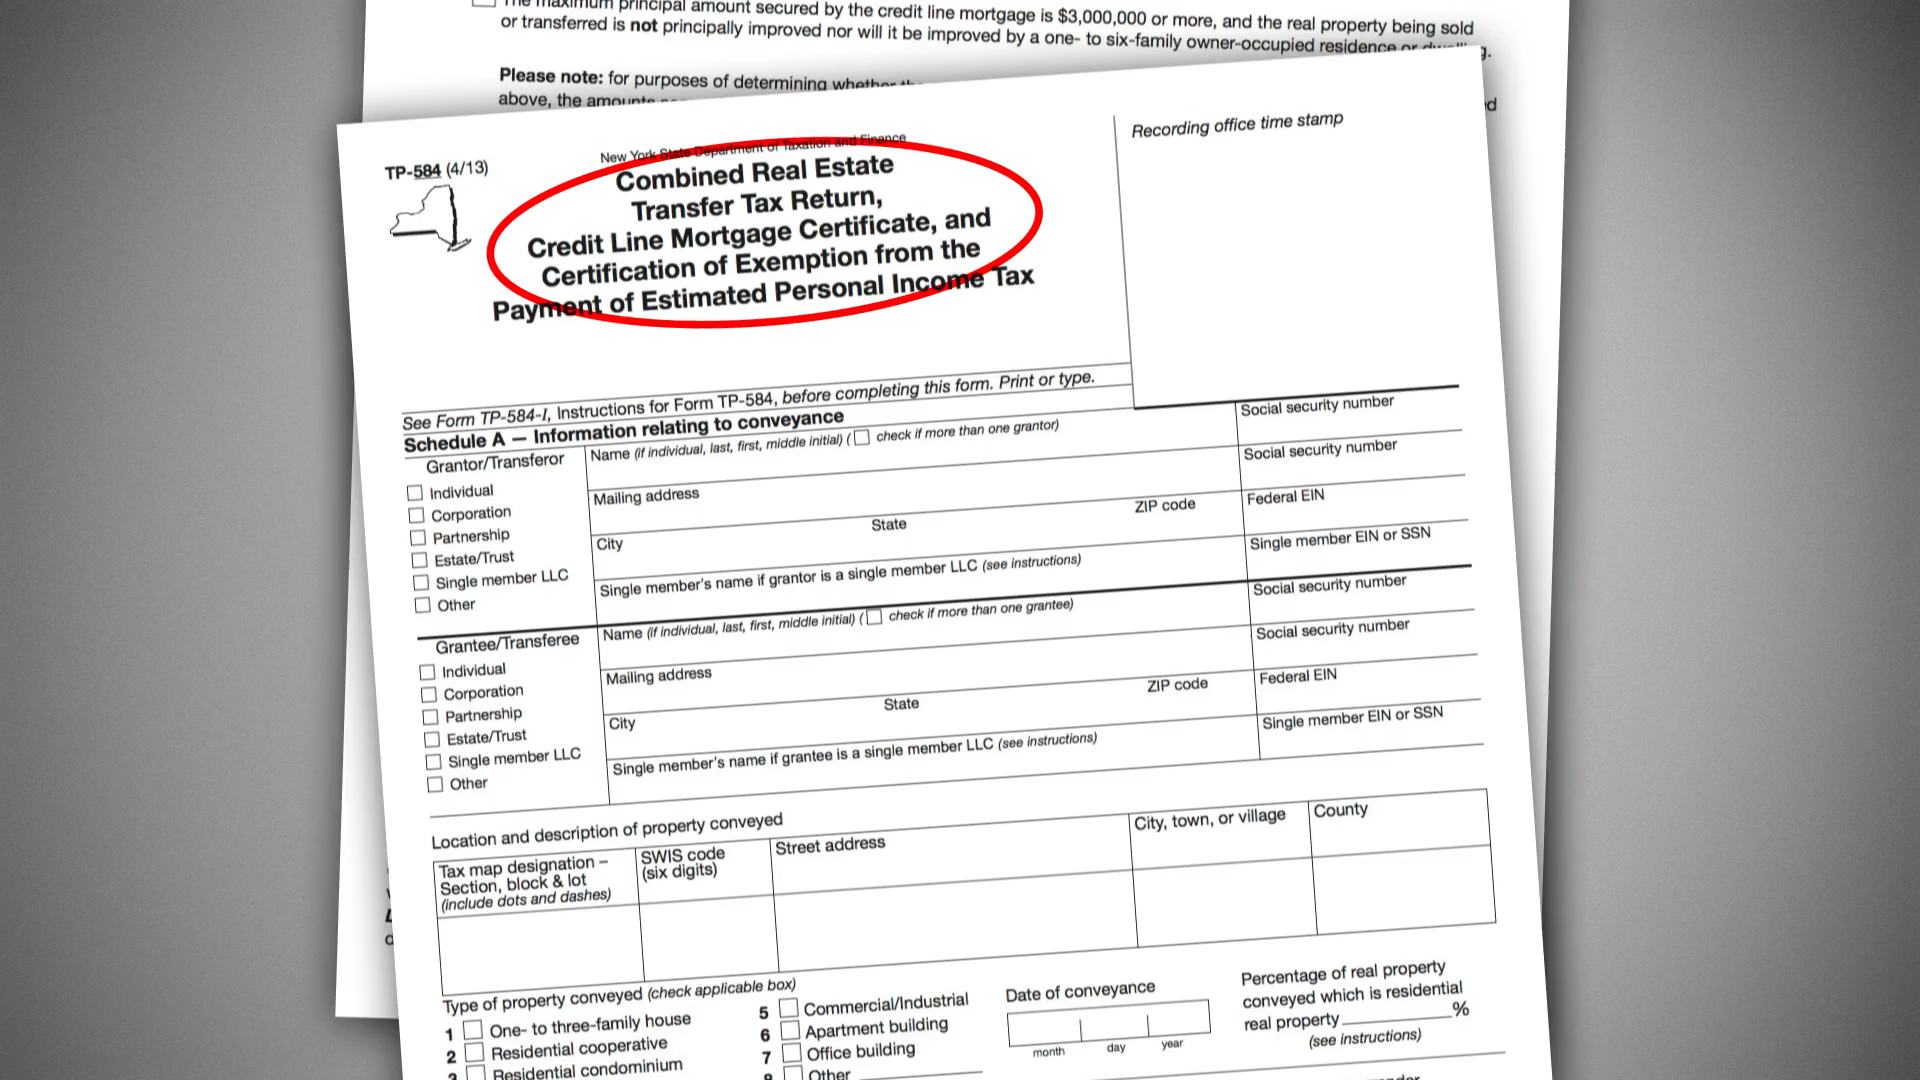 The maximum principal amount secured by the credit line mortgage is $3,000,000 or more, and the real property being sold
or transferred is not principally improved nor will it be improved by a one- to six-family owner-occupied residence or
Please note: for purposes of determining whether
above, the amounts
TP-584 (4/13)
New York State Department of Taxation and Finance
Combined Real Estate
Transfer Tax Return,
Credit Line Mortgage Certificate, and
Certification of Exemption from the
Payment of Estimated Personal Income Tax
Recording office time stamp
See Form TP-584-I, Instructions for Form TP-584, before completing this form. Print or type.
Schedule A — Information relating to conveyance
Grantor/Transferor
Individual
Corporation
Partnership
Estate/Trust
Single member LLC
Other
Name (if individual, last, first, middle initial) ( check if more than one grantor)
Social security number
Mailing address
Social security number
City State ZIP code
Federal EIN
Single member's name if grantor is a single member LLC (see instructions)
Single member EIN or SSN
Grantee/Transferee
Individual
Corporation
Partnership
Estate/Trust
Single member LLC
Other
Name (if individual, last, first, middle initial) ( check if more than one grantee)
Social security number
Mailing address
Social security number
City State ZIP code
Federal EIN
Single member's name if grantee is a single member LLC (see instructions)
Single member EIN or SSN
Location and description of property conveyed
Tax map designation –
Section, block & lot
(include dots and dashes)
SWIS code
(six digits)
Street address
City, town, or village
County
Type of property conveyed (check applicable box)
1 One- to three-family house
2 Residential cooperative
3 Residential condominium
5 Commercial/Industrial
6 Apartment building
7 Office building
8 Other
Date of conveyance
month day year
Percentage of real property
conveyed which is residential
real property %
(see instructions)